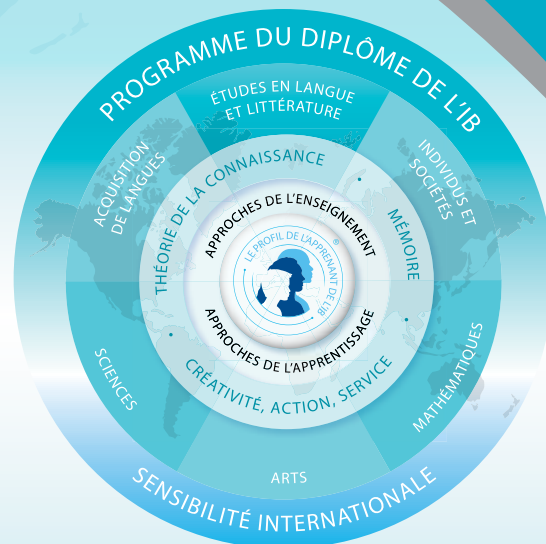 PROGRAMME DU DIPLÔME DE L'IB
ÉTUDES EN LANGUE
ET LITTÉRATURE
ACQUISITION
DE LANGUES
INDIVIDUS ET
SOCIÉTÉS
THÉORIE DE LA CONNAISSANCE
MÉMOIRE
APPROCHES DE L'ENSEIGNEMENT
LE PROFIL DE L'APPRENANT DE L'IB
®
APPROCHES DE L'APPRENTISSAGE
CRÉATIVITÉ, ACTION, SERVICE
SCIENCES
MATHÉMATIQUES
ARTS
SENSIBILITÉ INTERNATIONALE